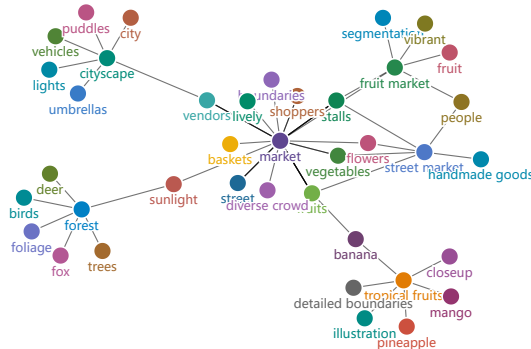 puddles
city
vehicles
cityscape
lights
umbrellas
segmentation
vibrant
fruit
fruit market
boundaries
shoppers
people
vendors
lively
stalls
baskets
market
flowers
vegetables
street market
handmade goods
deer
sunlight
street
diverse crowd
fruits
birds
forest
foliage
fox
trees
banana
closeup
detailed boundaries
tropical fruits
mango
illustration
pineapple